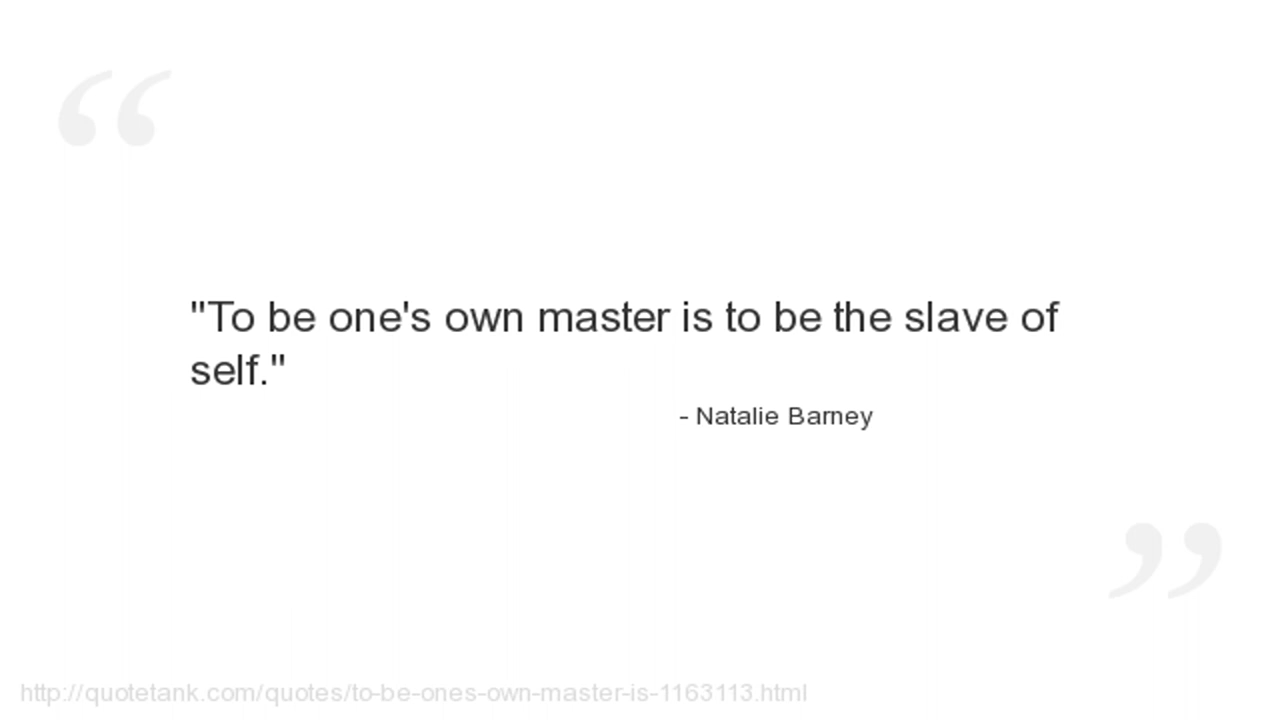 "To be one's own master is to be the slave of
self."
- Natalie Barney
http://quotetank.com/quotes/to-be-ones-own-master-is-1163113.html